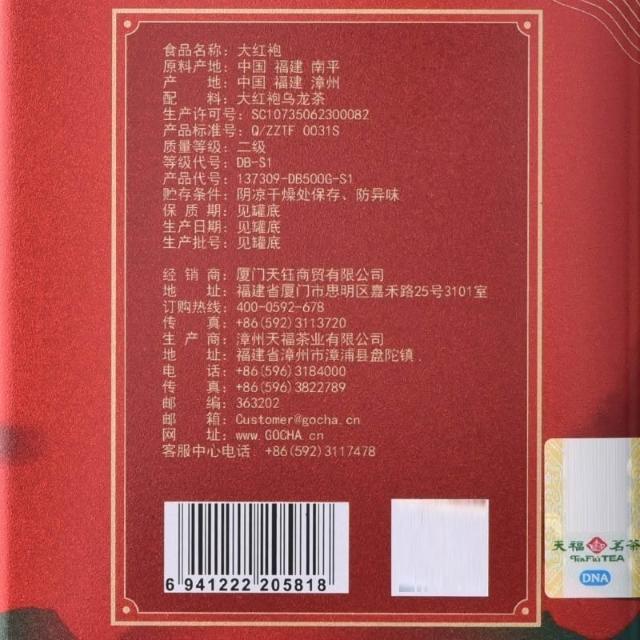 食品名称：大红袍
原料产地：中国 福建 南平
产　　地：中国 福建 漳州
配　　料：大红袍乌龙茶
生产许可号：SC10735062300082
产品标准号：Q/ZZTF 0031S
质量等级：二级
等级代号：DB-S1
产品代号：137309-DB500G-S1
贮存条件：阴凉干燥处保存、防异味
保 质 期：见罐底
生产日期：见罐底
生产批号：见罐底
经 销 商：厦门天钰商贸有限公司
地　　址：福建省厦门市思明区嘉禾路25号3101室
订购热线：400-0592-678
传　　真：+86(592)3113720
生 产 商：漳州天福茶业有限公司
地　　址：福建省漳州市漳浦县盘陀镇
电　　话：+86(596)3184000
传　　真：+86(596)3822789
邮　　编：363202
邮　　箱：Customer@gocha.cn
网　　址：www.GOCHA.cn
客服中心电话：+86(592)3117478
6 941222 205818
天福 茗茶
TenFu's TEA
DNA